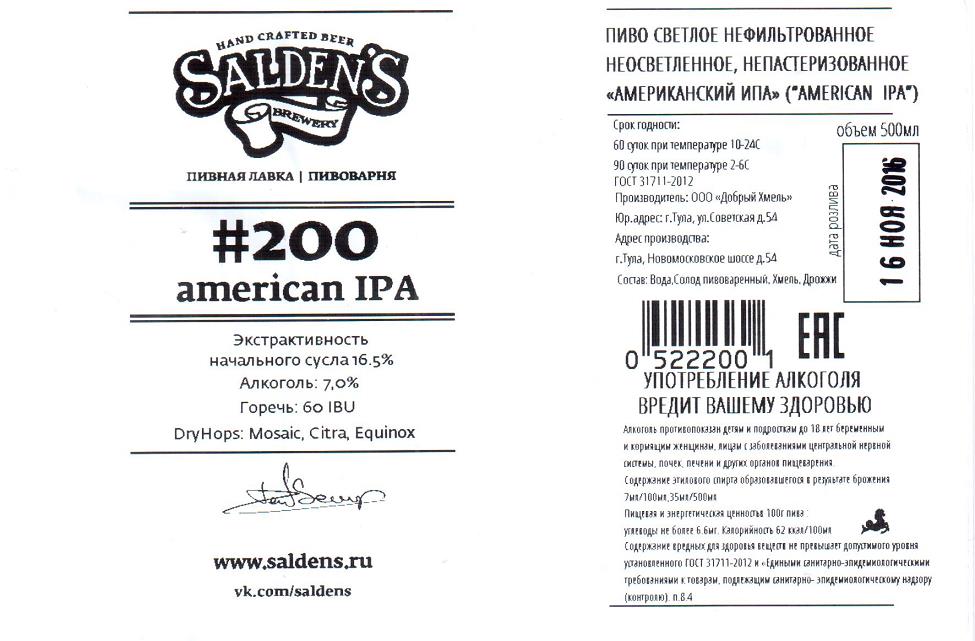 HAND CRAFTED BEER
SALDEN'S
BREWERY
ПИВНАЯ ЛАВКА | ПИВОВАРНЯ
#200
american IPA
Экстрактивность
начального сусла 16.5%
Алкоголь: 7,0%
Горечь: 60 IBU
DryHops: Mosaic, Citra, Equinox
www.saldens.ru
vk.com/saldens
ПИВО СВЕТЛОЕ НЕФИЛЬТРОВАННОЕ
НЕОСВЕТЛЕННОЕ, НЕПАСТЕРИЗОВАННОЕ
«АМЕРИКАНСКИЙ ИПА» ("AMERICAN IPA")
Срок годности:
60 суток при температуре 10-24С
90 суток при температуре 2-6С
ГОСТ 31711-2012
Производитель: ООО «Добрый Хмель»
Юр.адрес: г.Тула, ул.Советская д.54
Адрес производства:
г.Тула, Новомосковское шоссе д.54
Состав: Вода,Солод пивоваренный, Хмель, Дрожжи
объем 500мл
дата розлива
16 НОЯ 2016
0 522200 1
EAC
УПОТРЕБЛЕНИЕ АЛКОГОЛЯ
ВРЕДИТ ВАШЕМУ ЗДОРОВЬЮ
Алкоголь противопоказан детям и подросткам до 18 лет беременным
и кормящим женщинам, лицам с заболеваниями центральной нервной
системы, почек, печени и других органов пищеварения.
Содержание этилового спирта образовавшегося в результате брожения
7мл/100мл,35мл/500мл
Пищевая и энергетическая ценностьв 100г пива :
углеводы не более 6.6мг. Калорийность 62 ккал/100мл
Содержание вредных для здоровья веществ не превышает допустимого уровня
установленного ГОСТ 31711-2012 и «Едиными санитарно-эпидемиологическими
требованиями к товарам, подлежащим санитарно- эпидемиологическому надзору
(контролю). п.8.4